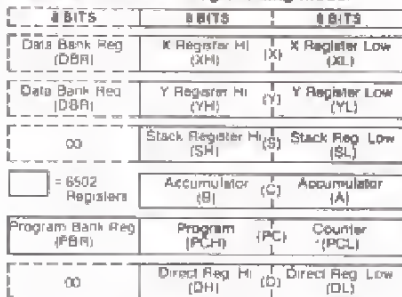 8 BITS 8 BITS 8 BITS
Data Bank Reg (DBR) X Register Hi (XH) (X) X Register Low (XL)
Data Bank Reg (DBR) Y Register Hi (YH) (Y) Y Register Low (YL)
00 Stack Register Hi (SH) (S) Stack Reg Low (SL)
= 6502 Registers Accumulator (B) (C) Accumulator (A)
Program Bank Reg (PBR) Program (PCH) (PC) Counter (PCL)
00 Direct Reg Hi (DH) (D) Direct Reg Low (DL)